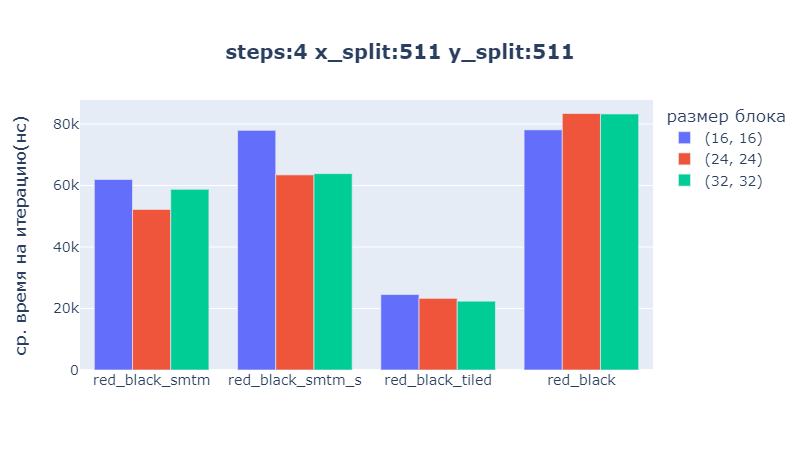 steps:4 x_split:511 y_split:511
ср. время на итерацию(нс)
80k
60k
40k
20k
0
red_black_smtm
red_black_smtm_s
red_black_tiled
red_black
размер блока
(16, 16)
(24, 24)
(32, 32)